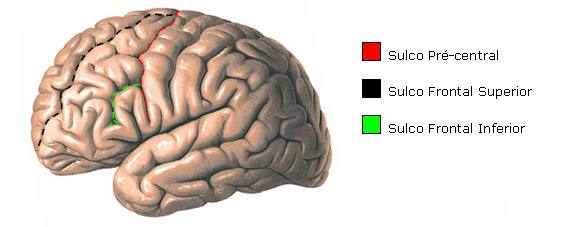 Sulco Pré-central
Sulco Frontal Superior
Sulco Frontal Inferior